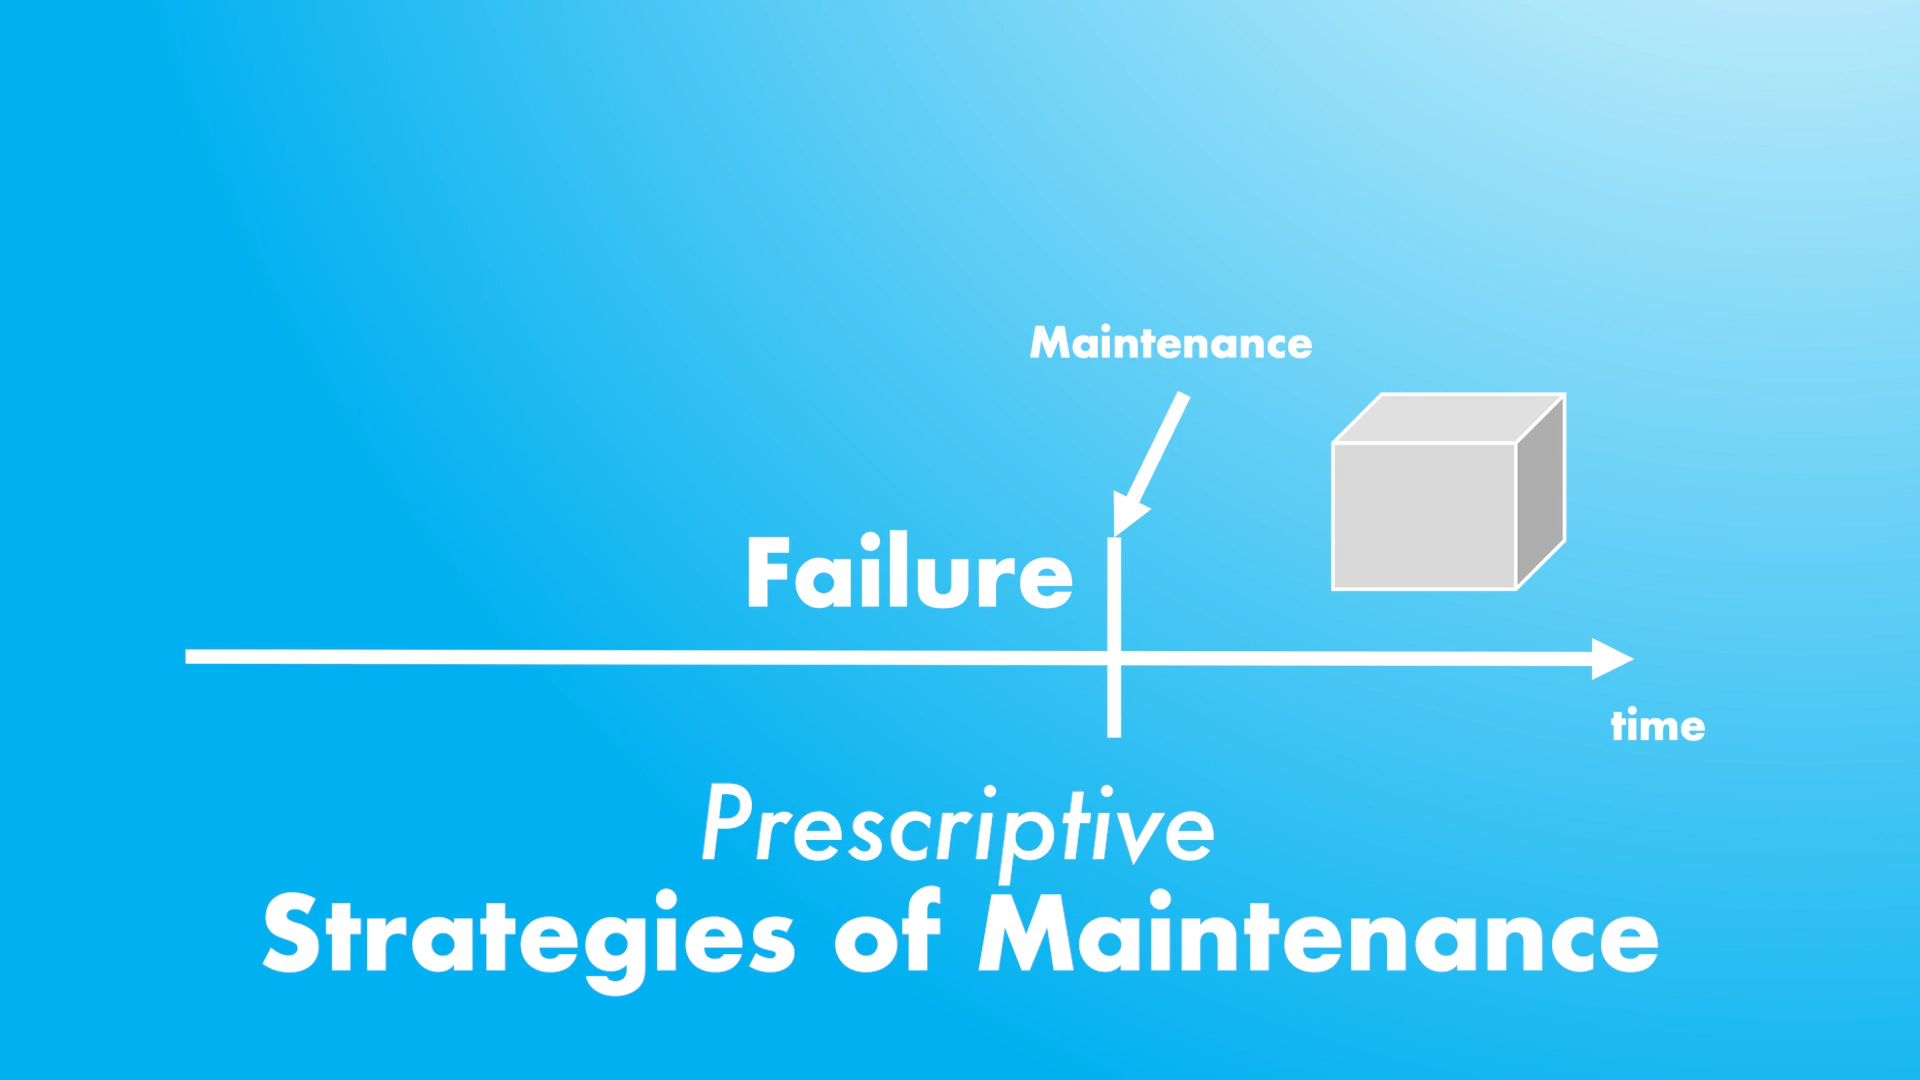 Maintenance
Failure
time
Prescriptive
Strategies of Maintenance